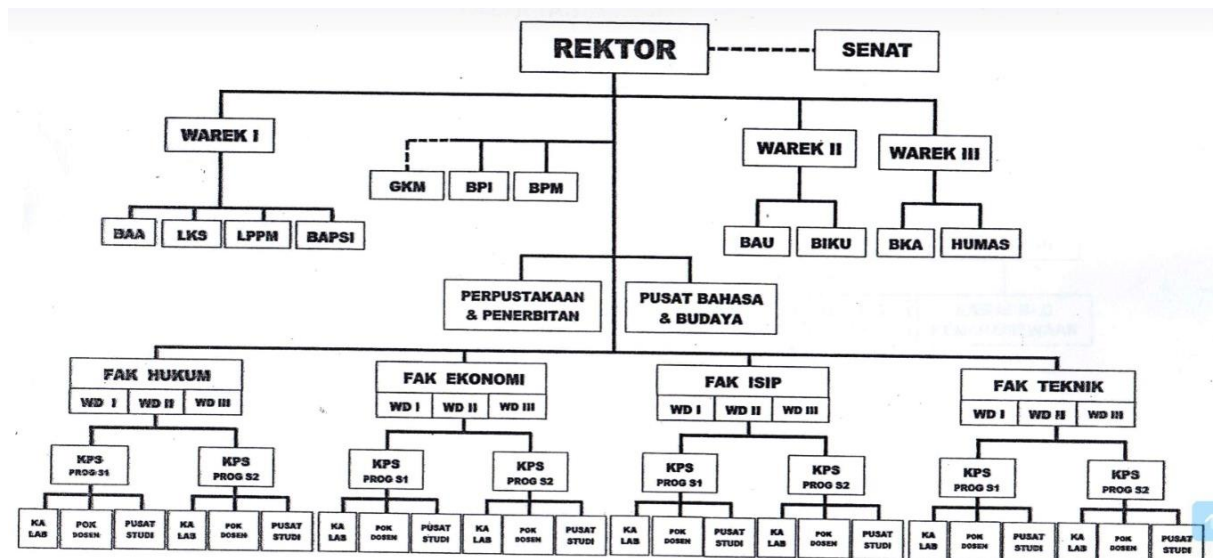 REKTOR
SENAT
WAREK I
WAREK II
WAREK III
GKM
BPI
BPM
BAA
LKS
LPPM
BAPSI
BAU
BIKU
BKA
HUMAS
PERPUSTAKAAN
& PENERBITAN
PUSAT BAHASA
& BUDAYA
FAK HUKUM
WD I WD II WD III
FAK EKONOMI
WD I WD II WD III
FAK ISIP
WD I WD II WD III
FAK TEKNIK
WD I WD II WD III
KPS
PROG S1
KPS
PROG S2
KPS
PROG S1
KPS
PROG S2
KPS
PROG S1
KPS
PROG S2
KPS
PROG S1
KPS
PROG S2
KA
LAB
POK
DOSEN
PUSAT
STUDI
KA
LAB
POK
DOSEN
PUSAT
STUDI
KA
LAB
POK
DOSEN
PUSAT
STUDI
KA
LAB
POK
DOSEN
PUSAT
STUDI
KA
LAB
POK
DOSEN
PUSAT
STUDI
KA
LAB
POK
DOSEN
PUSAT
STUDI
KA
LAB
POK
DOSEN
PUSAT
STUDI
KA
LAB
POK
DOSEN
PUSAT
STUDI